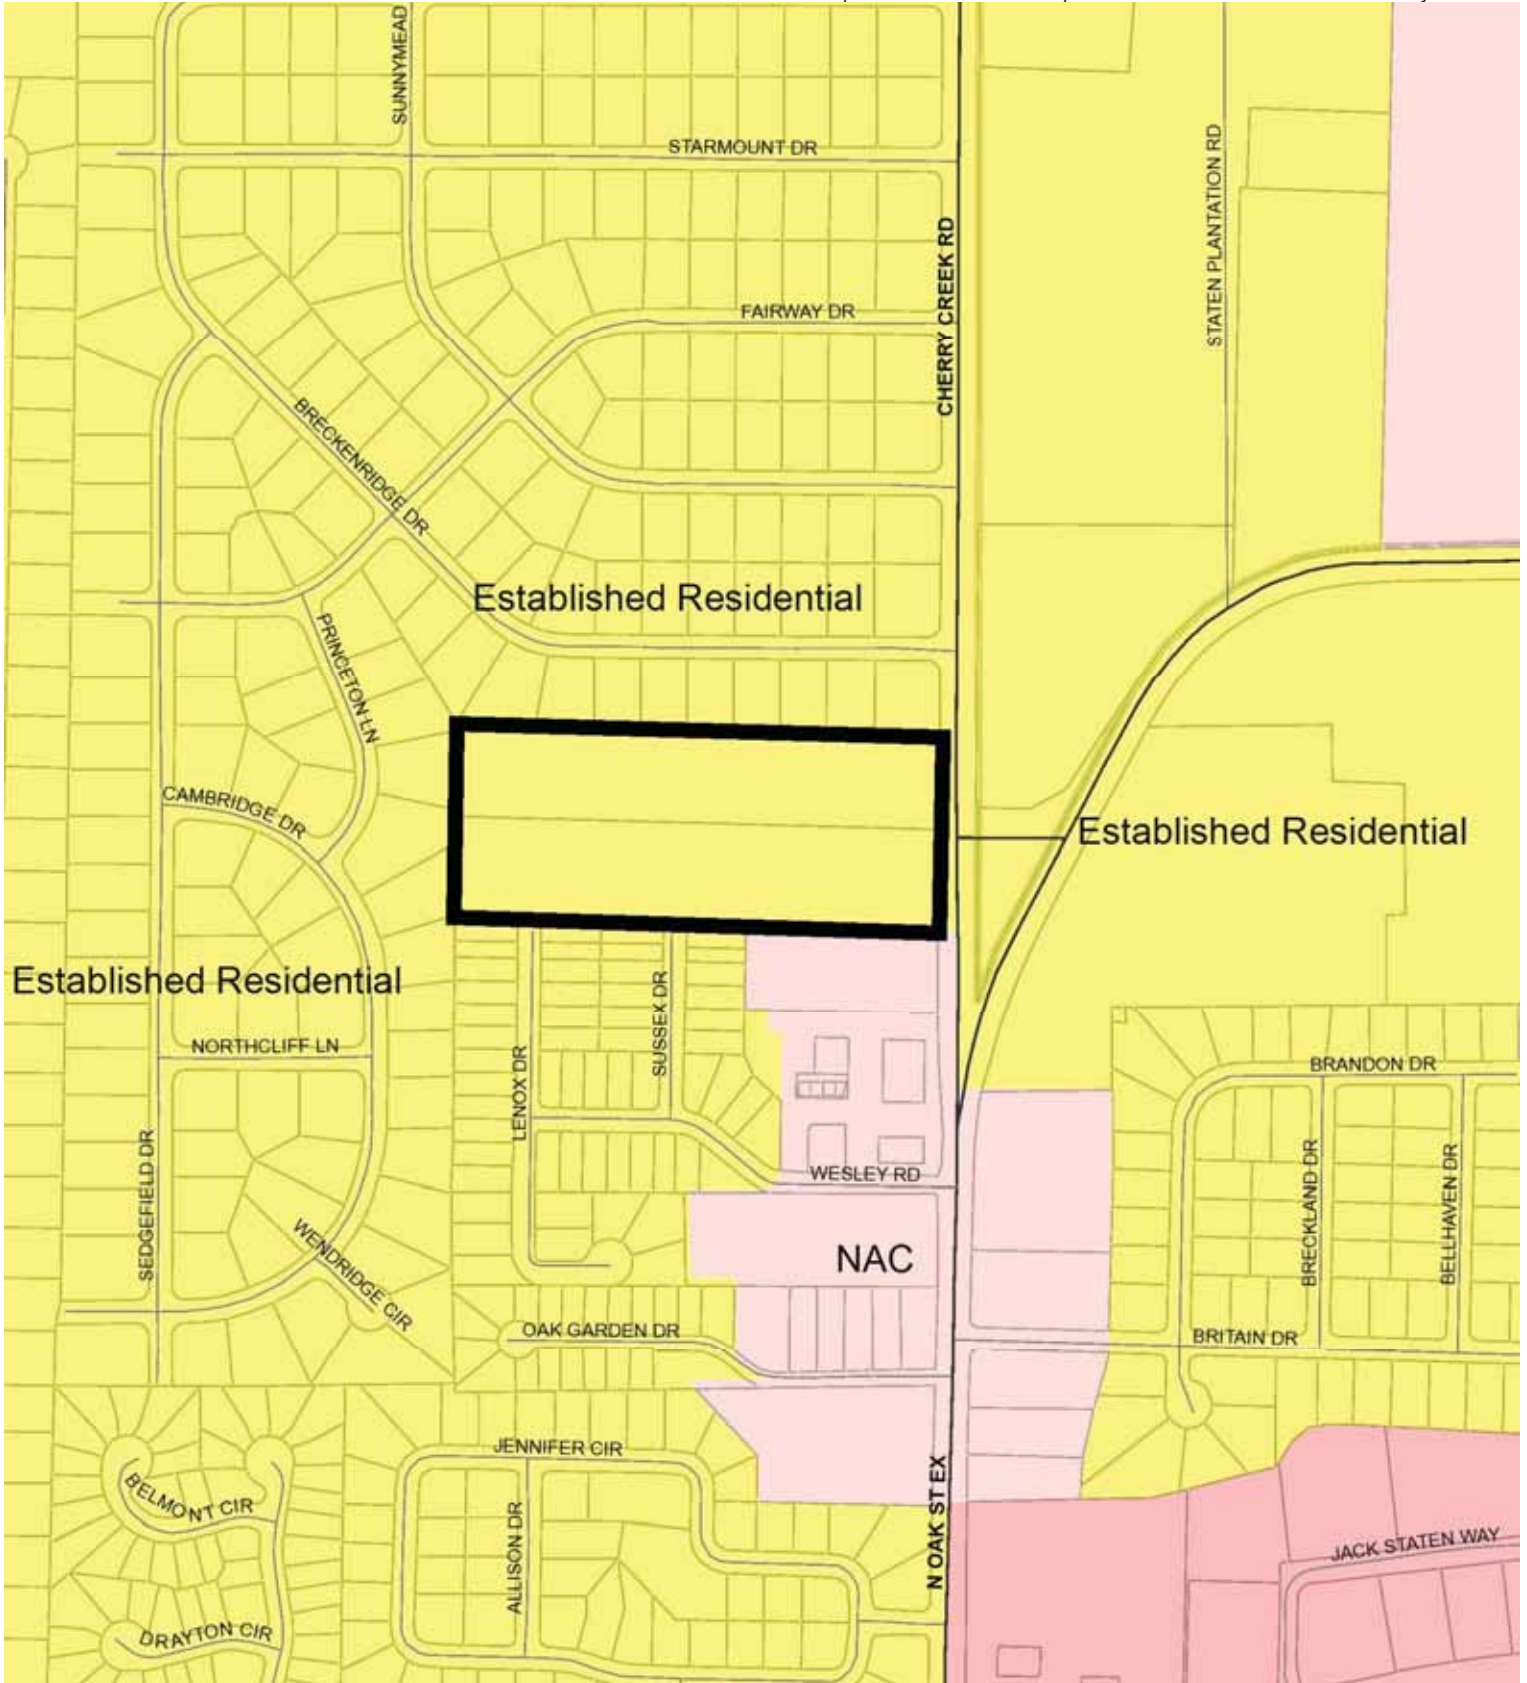 SUNNYMEAD
STARMOUNT DR
STATEN PLANTATION RD
CHERRY CREEK RD
FAIRWAY DR
BRECKENRIDGE DR
Established Residential
PRINCETON LN
CAMBRIDGE DR
Established Residential
Established Residential
SUSSEX DR
NORTHCLIFF LN
LENOX DR
BRANDON DR
SEDGEFIELD DR
WESLEY RD
BRECKLAND DR
BELLHAVEN DR
WENDRIDGE CIR
NAC
OAK GARDEN DR
BRITAIN DR
JENNIFER CIR
N OAK ST EX
BELMONT CIR
ALLISON DR
JACK STATEN WAY
DRAYTON CIR